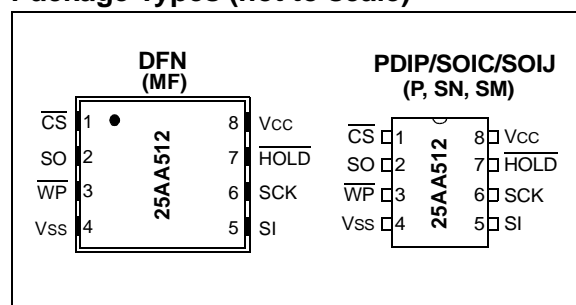 Package Types (not to scale)
DFN
(MF)
CS 1 8 VCC
SO 2 7 HOLD
WP 3 6 SCK
VSS 4 5 SI
25AA512
PDIP/SOIC/SOIJ
(P, SN, SM)
CS 1 8 VCC
SO 2 7 HOLD
WP 3 6 SCK
VSS 4 5 SI
25AA512